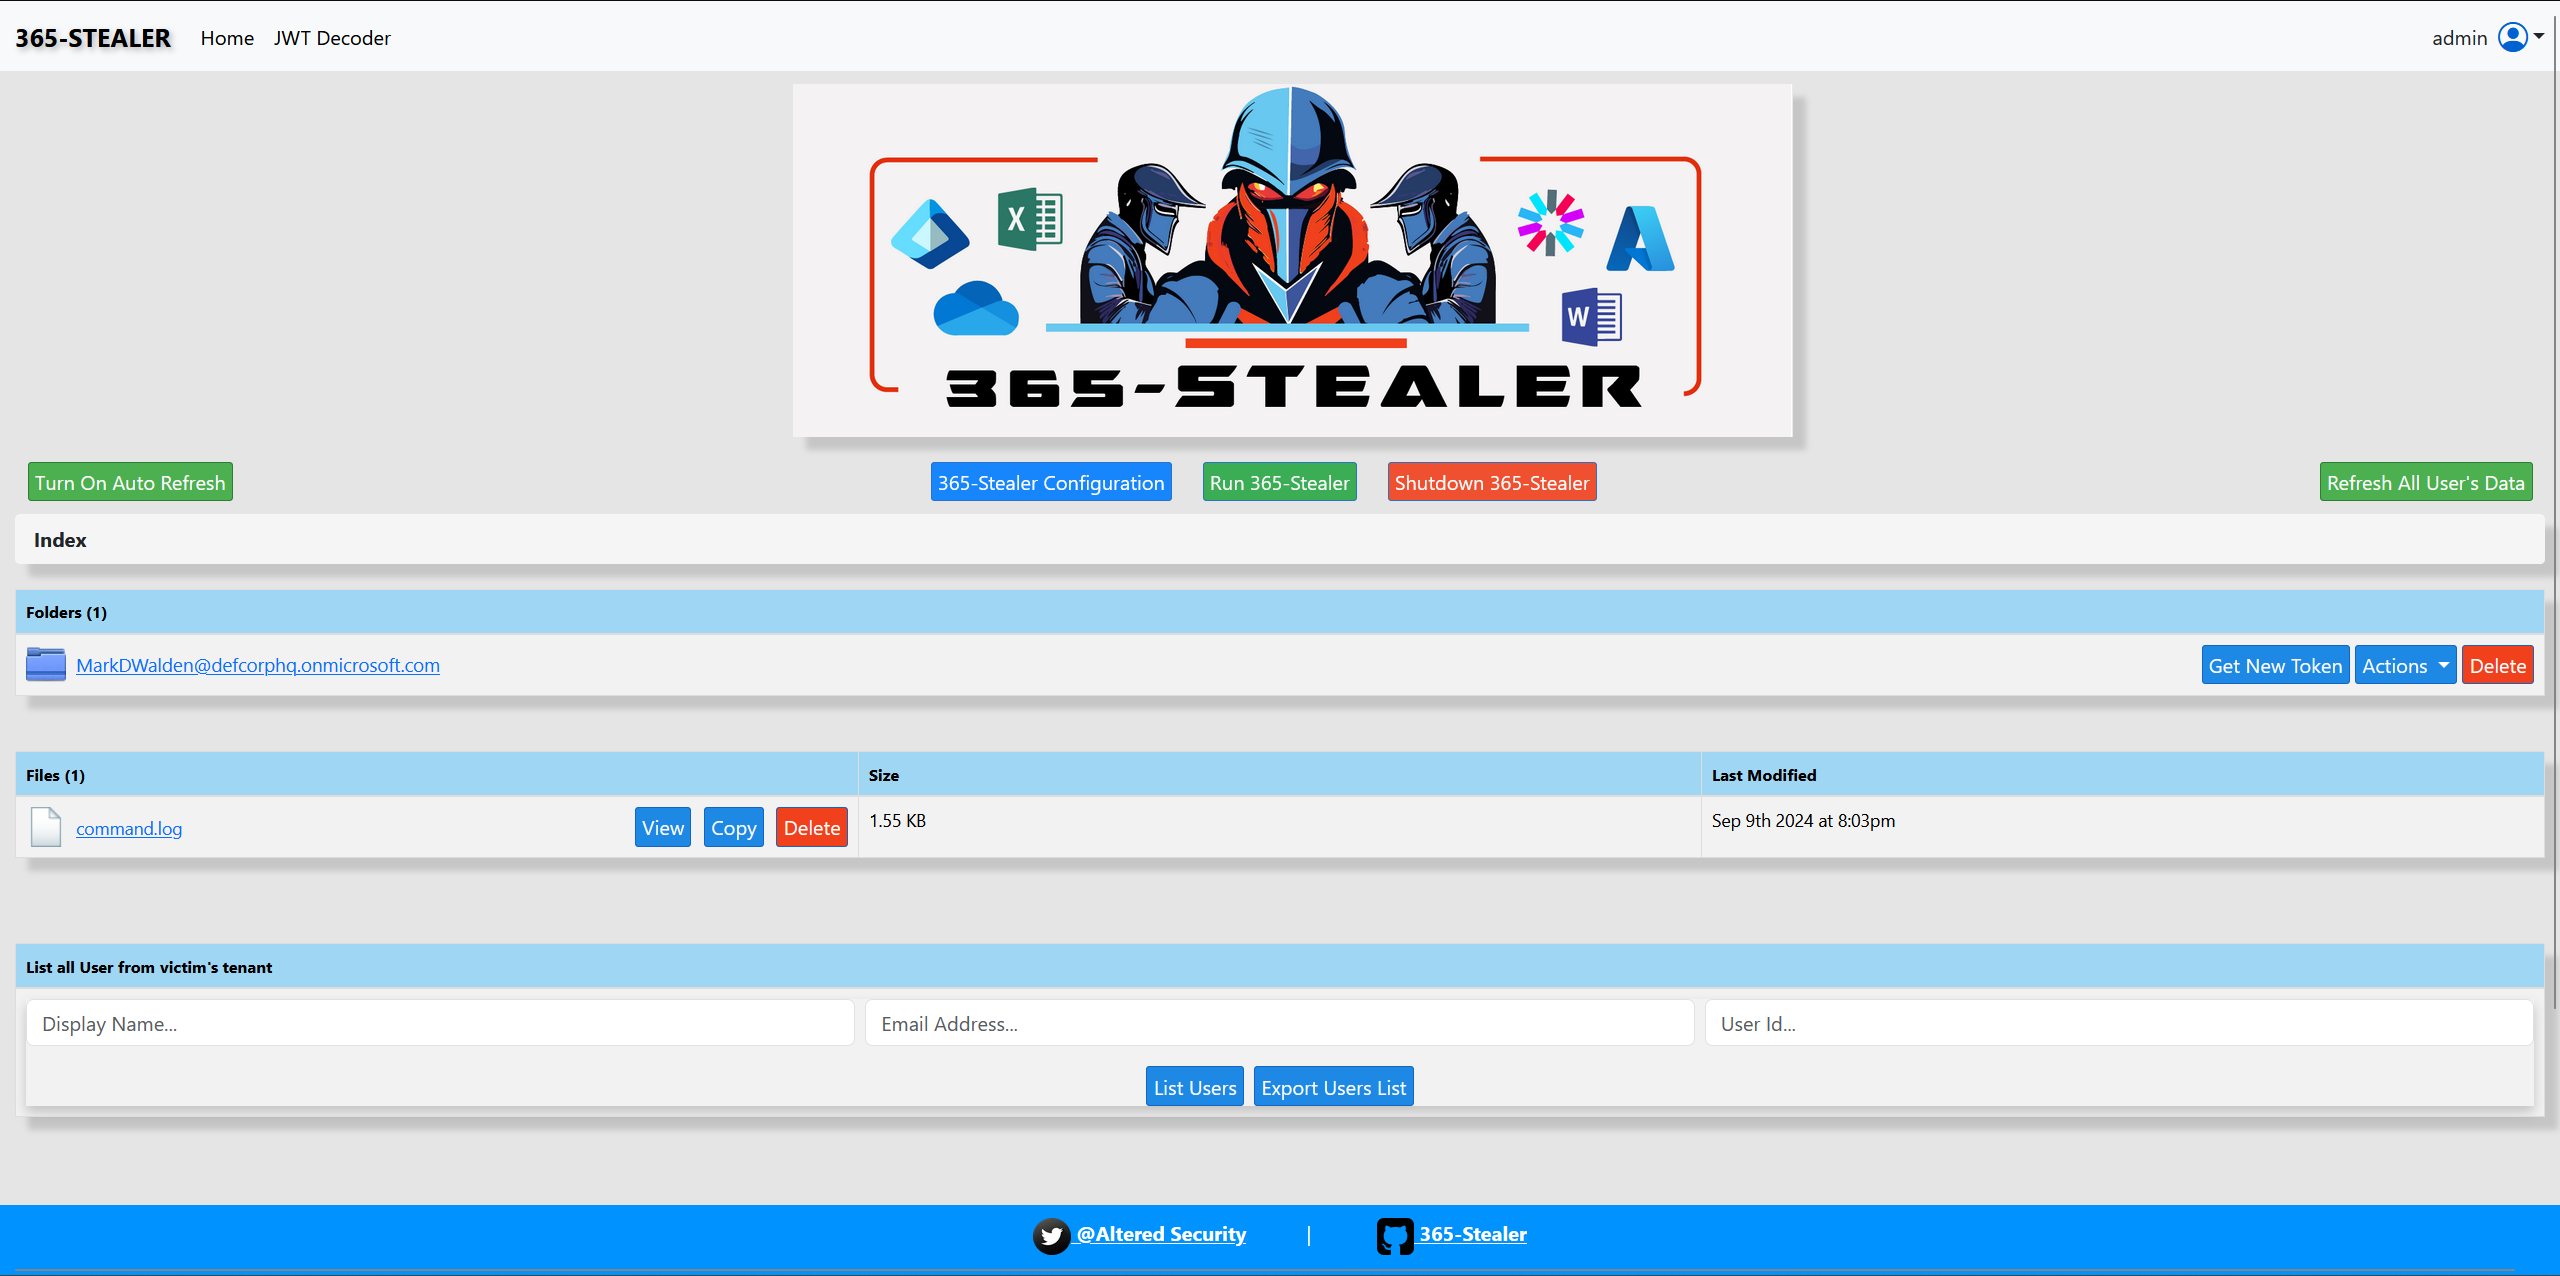 365-STEALER Home JWT Decoder admin
X
W
365-STEALER
Turn On Auto Refresh 365-Stealer Configuration Run 365-Stealer Shutdown 365-Stealer Refresh All User's Data
Index
Folders (1)
MarkDWalden@defcorphq.onmicrosoft.com Get New Token Actions Delete
Files (1) Size Last Modified
command.log View Copy Delete 1.55 KB Sep 9th 2024 at 8:03pm
List all User from victim's tenant
Display Name... Email Address... User Id...
List Users Export Users List
@Altered Security | 365-Stealer